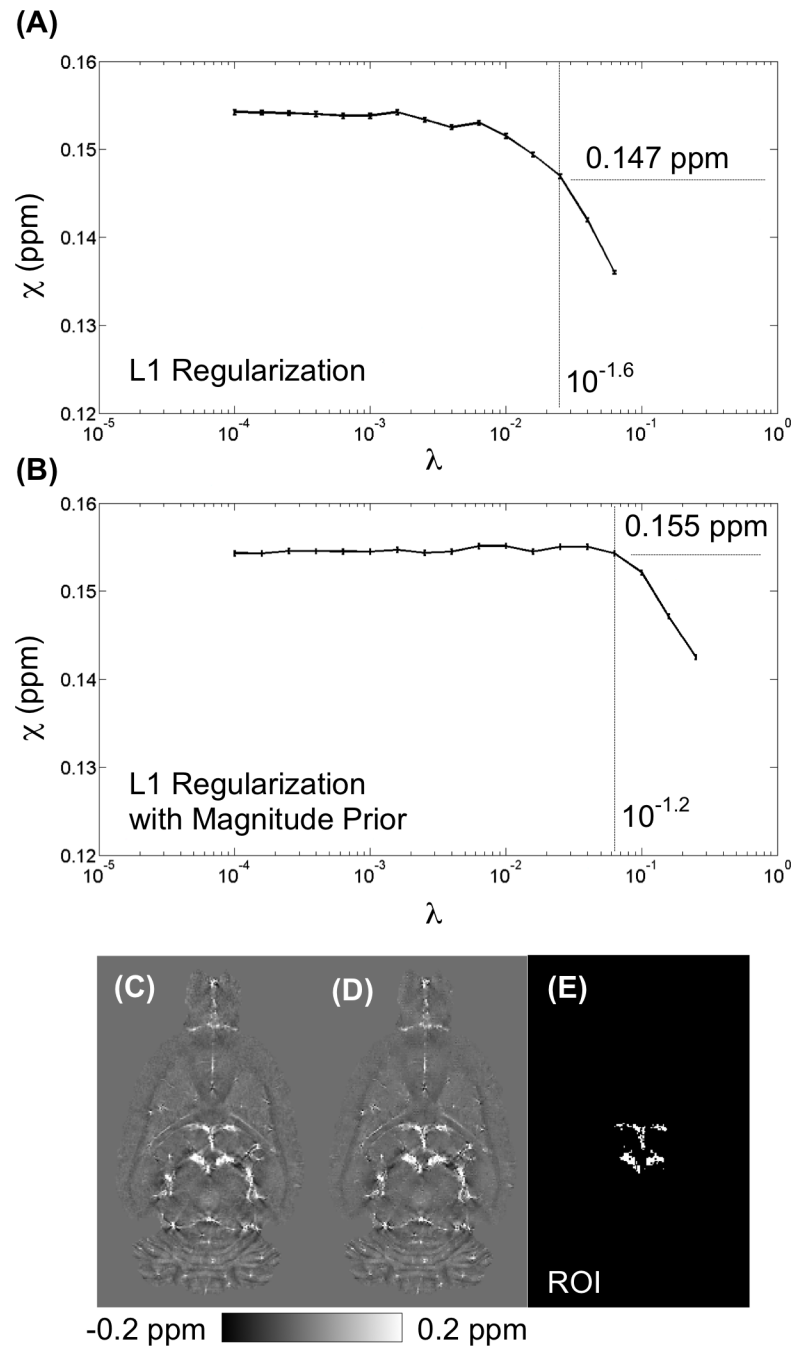 (A)
0.16
0.15
0.14
0.13
0.12
χ (ppm)
0.147 ppm
L1 Regularization
10^-1.6
10^-5 10^-4 10^-3 10^-2 10^-1 10^0
λ
(B)
0.16
0.15
0.14
0.13
0.12
χ (ppm)
0.155 ppm
L1 Regularization
with Magnitude Prior
10^-1.2
10^-5 10^-4 10^-3 10^-2 10^-1 10^0
λ
(C) (D) (E)
ROI
-0.2 ppm 0.2 ppm